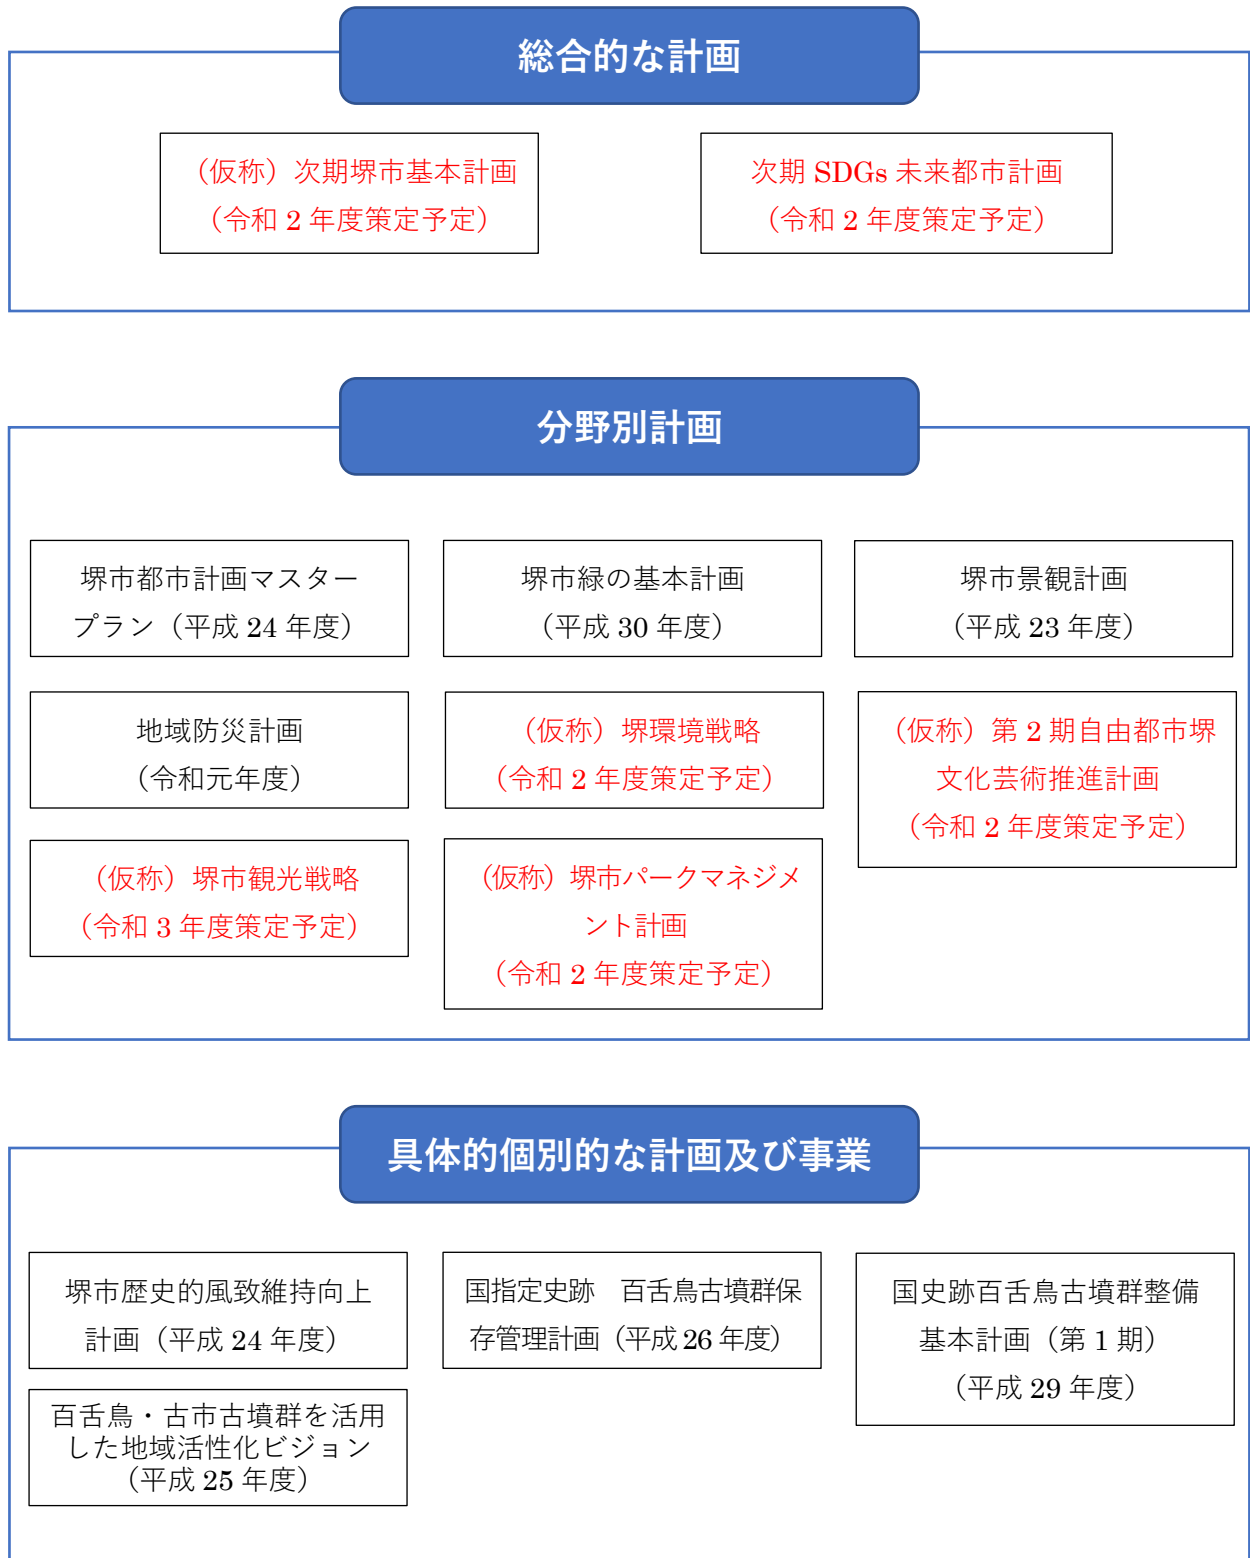 総合的な計画
（仮称）次期堺市基本計画
（令和 2 年度策定予定）
次期 SDGs 未来都市計画
（令和 2 年度策定予定）
分野別計画
堺市都市計画マスター
プラン（平成 24 年度）
堺市緑の基本計画
（平成 30 年度）
堺市景観計画
（平成 23 年度）
地域防災計画
（令和元年度）
（仮称）堺環境戦略
（令和 2 年度策定予定）
（仮称）第 2 期自由都市堺
文化芸術推進計画
（令和 2 年度策定予定）
（仮称）堺市観光戦略
（令和 3 年度策定予定）
（仮称）堺市パークマネジメ
ント計画
（令和 2 年度策定予定）
具体的個別的な計画及び事業
堺市歴史的風致維持向上
計画（平成 24 年度）
国指定史跡　百舌鳥古墳群保
存管理計画（平成 26 年度）
国史跡百舌鳥古墳群整備
基本計画（第 1 期）
（平成 29 年度）
百舌鳥・古市古墳群を活用
した地域活性化ビジョン
（平成 25 年度）